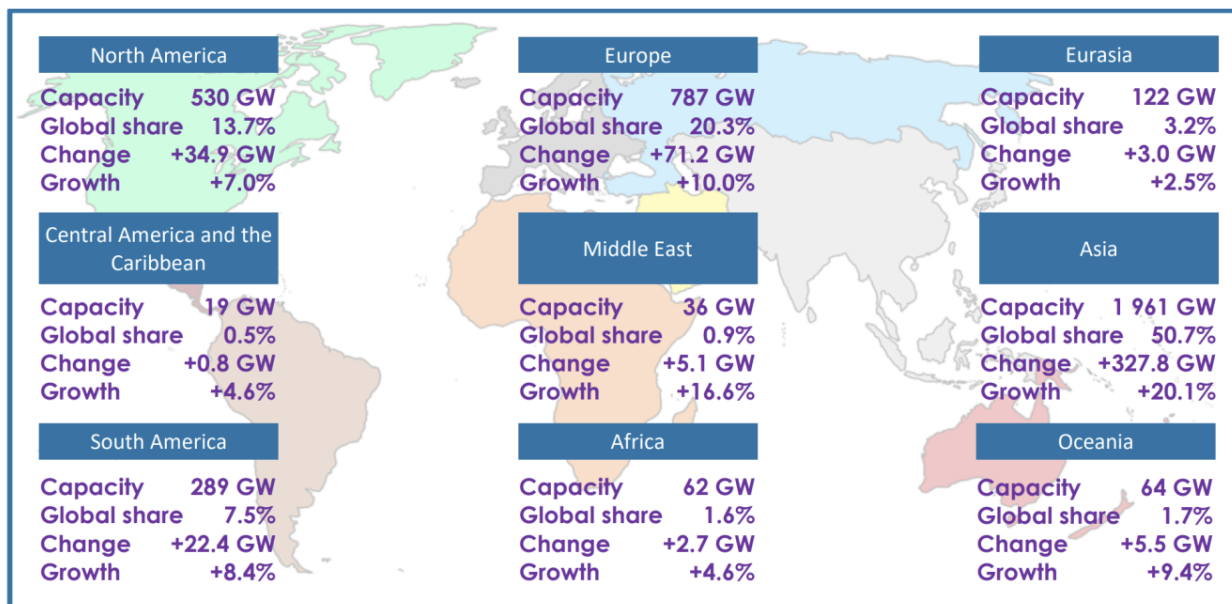 North America
Capacity 530 GW
Global share 13.7%
Change +34.9 GW
Growth +7.0%
Europe
Capacity 787 GW
Global share 20.3%
Change +71.2 GW
Growth +10.0%
Eurasia
Capacity 122 GW
Global share 3.2%
Change +3.0 GW
Growth +2.5%
Central America and the
Caribbean
Capacity 19 GW
Global share 0.5%
Change +0.8 GW
Growth +4.6%
Middle East
Capacity 36 GW
Global share 0.9%
Change +5.1 GW
Growth +16.6%
Asia
Capacity 1 961 GW
Global share 50.7%
Change +327.8 GW
Growth +20.1%
South America
Capacity 289 GW
Global share 7.5%
Change +22.4 GW
Growth +8.4%
Africa
Capacity 62 GW
Global share 1.6%
Change +2.7 GW
Growth +4.6%
Oceania
Capacity 64 GW
Global share 1.7%
Change +5.5 GW
Growth +9.4%